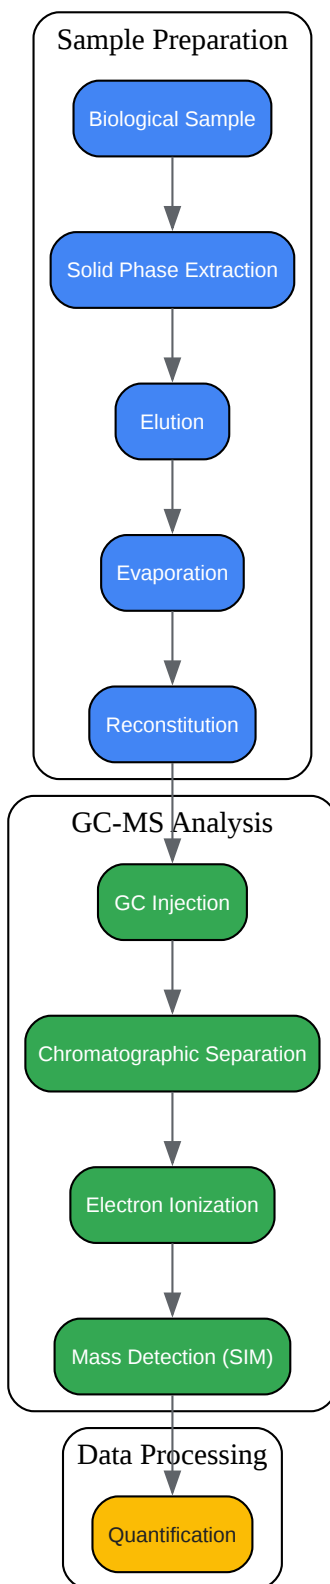 Sample Preparation
Biological Sample
Solid Phase Extraction
Elution
Evaporation
Reconstitution
GC-MS Analysis
GC Injection
Chromatographic Separation
Electron Ionization
Mass Detection (SIM)
Data Processing
Quantification